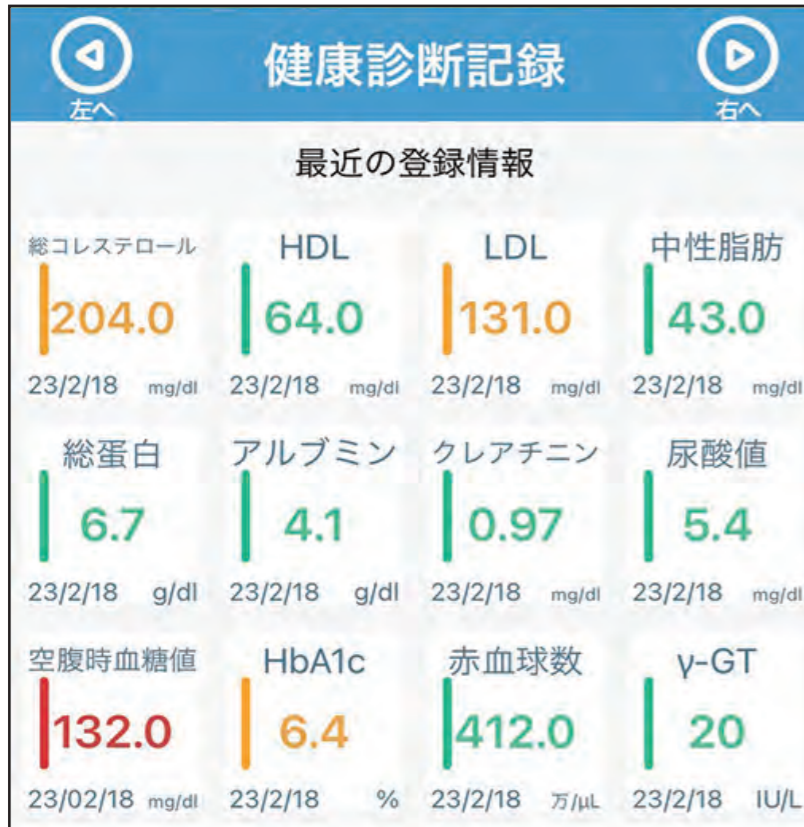 健康診断記録
左へ
右へ
最近の登録情報
総コレステロール HDL LDL 中性脂肪
204.0 64.0 131.0 43.0
23/2/18 mg/dl 23/2/18 mg/dl 23/2/18 mg/dl 23/2/18 mg/dl
総蛋白 アルブミン クレアチニン 尿酸値
6.7 4.1 0.97 5.4
23/2/18 g/dl 23/2/18 g/dl 23/2/18 mg/dl 23/2/18 mg/dl
空腹時血糖値 HbA1c 赤血球数 γ-GT
132.0 6.4 412.0 20
23/02/18 mg/dl 23/2/18 % 23/2/18 万/μL 23/2/18 IU/L